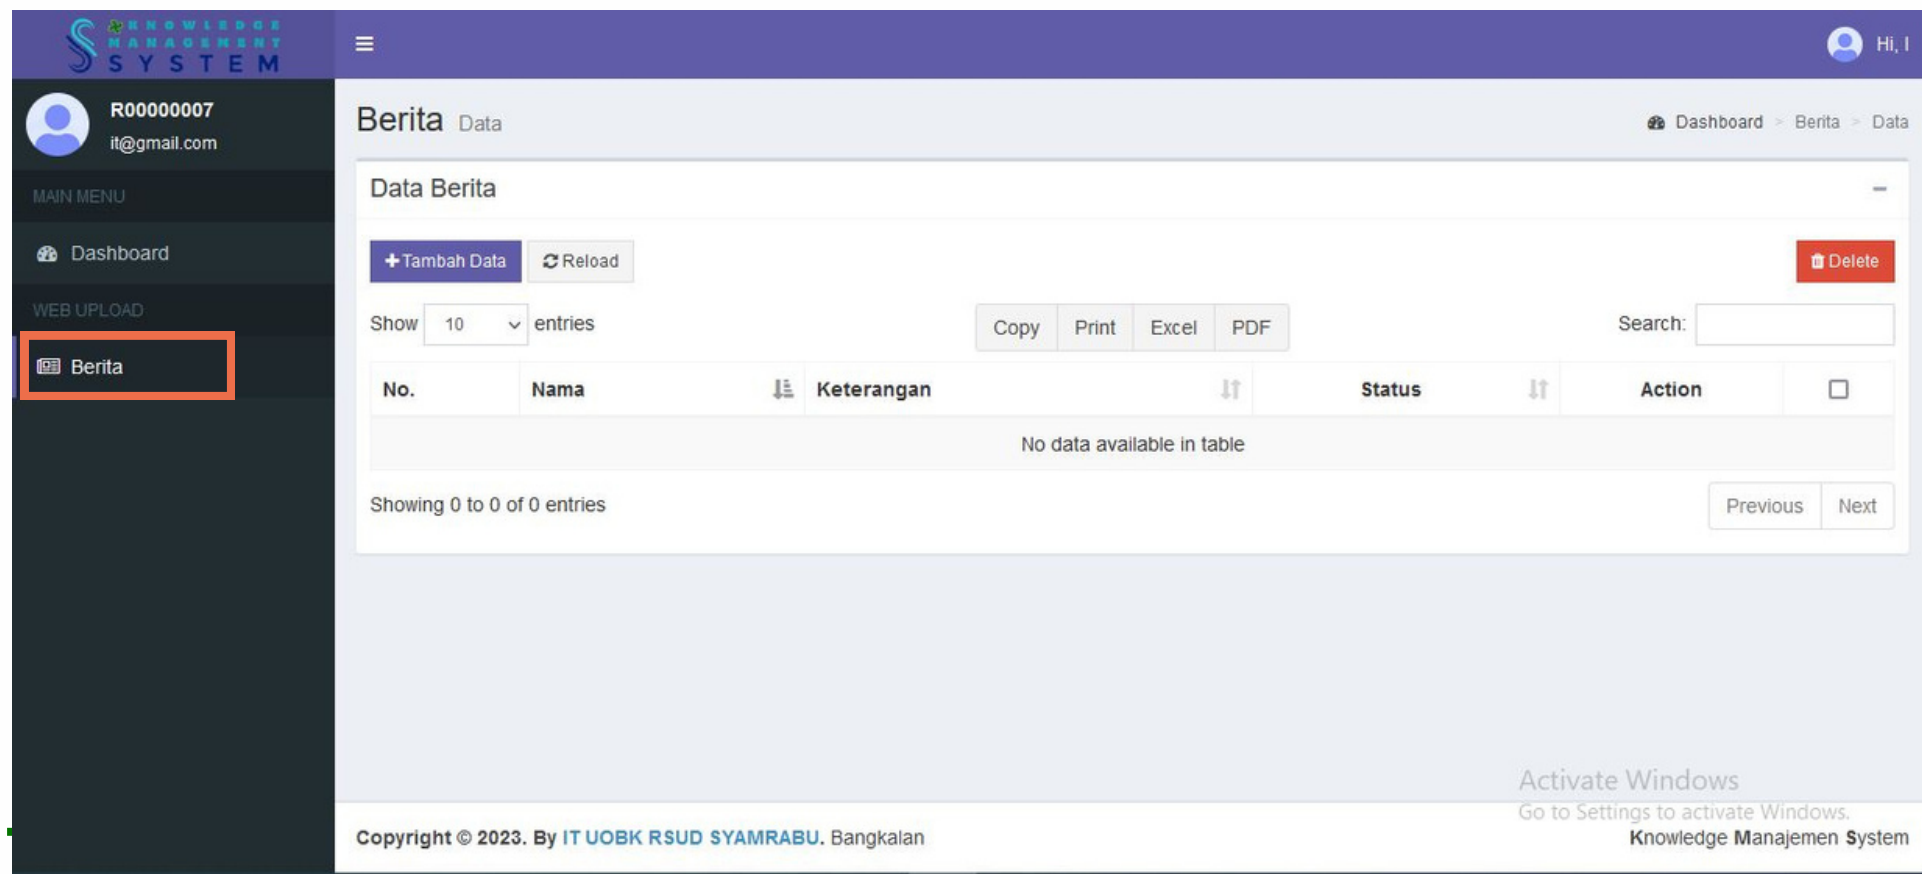 KNOWLEDGE
MANAGEMENT
SYSTEM
Hi, I
R00000007
it@gmail.com
MAIN MENU
Dashboard
WEB UPLOAD
Berita
Berita Data
Dashboard > Berita > Data
Data Berita
Tambah Data Reload Delete
Show 10 entries Copy Print Excel PDF Search:
No. Nama Keterangan Status Action
No data available in table
Showing 0 to 0 of 0 entries Previous Next
Activate Windows
Go to Settings to activate Windows.
Copyright © 2023. By IT UOBK RSUD SYAMRABU. Bangkalan Knowledge Manajemen System